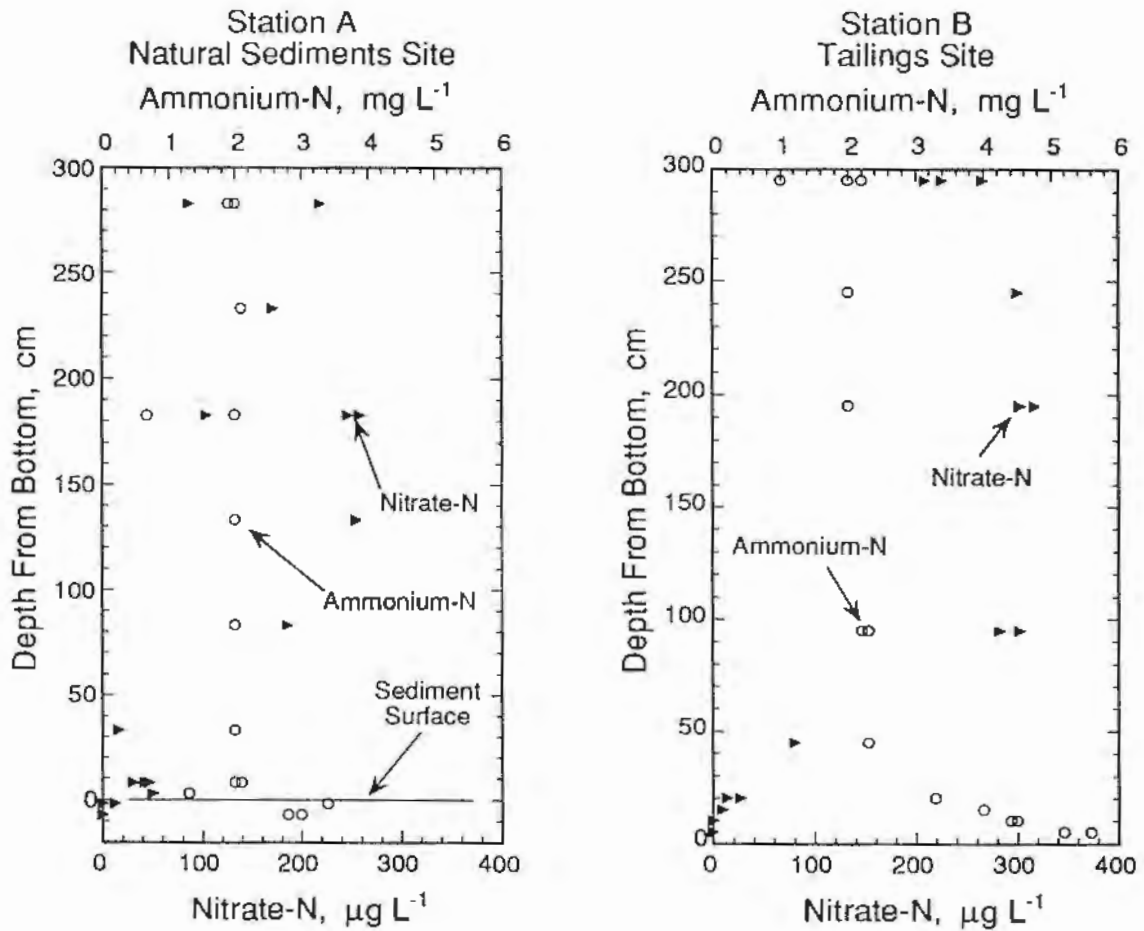 Station A
Natural Sediments Site
Ammonium-N, mg L-1
0 1 2 3 4 5 6
300
250
200
150
100
50
0
Depth From Bottom, cm
Nitrate-N
Ammonium-N
Sediment
Surface
0 100 200 300 400
Nitrate-N, μg L-1
Station B
Tailings Site
Ammonium-N, mg L-1
0 1 2 3 4 5 6
300
250
200
150
100
50
0
Depth From Bottom, cm
Nitrate-N
Ammonium-N
0 100 200 300 400
Nitrate-N, μg L-1